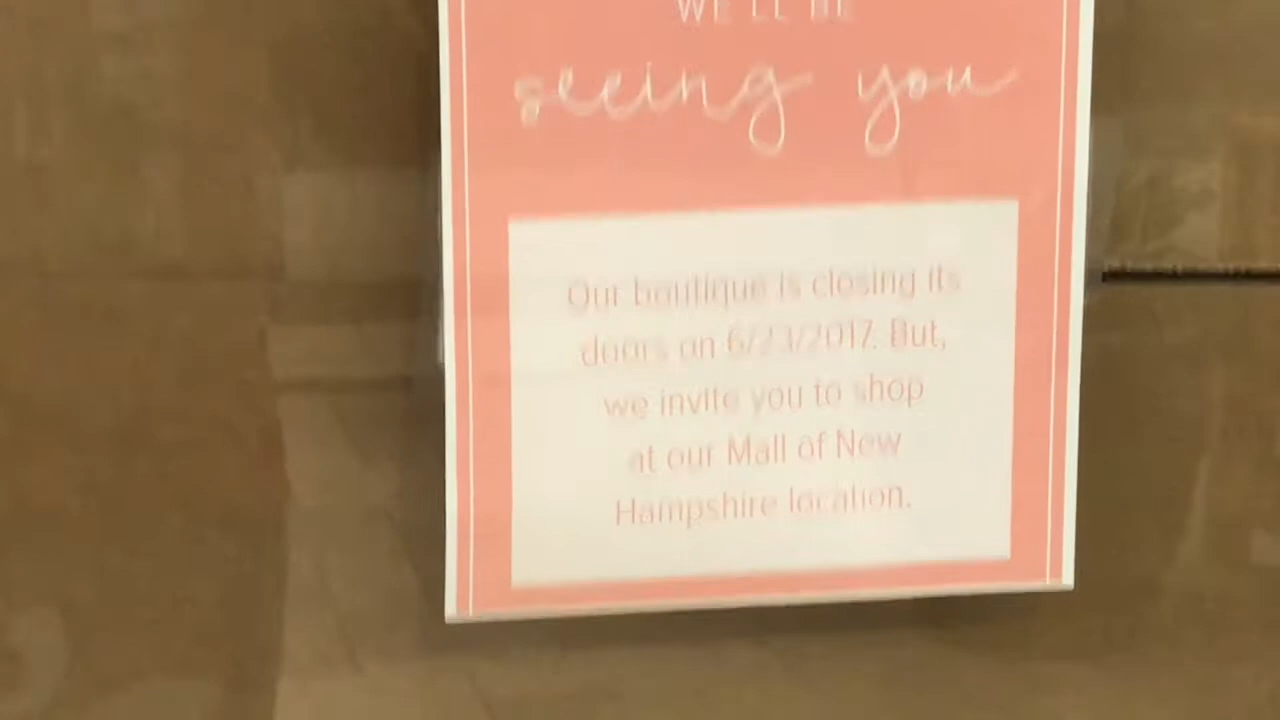 WE'LL BE
seeing you
Our boutique is closing its
doors on 6/23/2017. But,
we invite you to shop
at our Mall of New
Hampshire location.